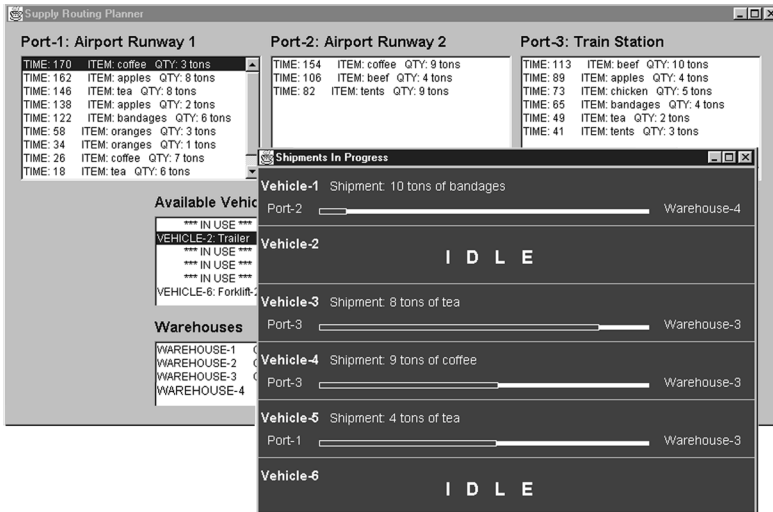 Supply Routing Planner
Port-1: Airport Runway 1
TIME: 170 ITEM: coffee QTY: 3 tons
TIME: 162 ITEM: apples QTY: 8 tons
TIME: 146 ITEM: tea QTY: 8 tons
TIME: 138 ITEM: apples QTY: 2 tons
TIME: 122 ITEM: bandages QTY: 6 tons
TIME: 58 ITEM: oranges QTY: 3 tons
TIME: 34 ITEM: oranges QTY: 1 tons
TIME: 26 ITEM: coffee QTY: 7 tons
TIME: 18 ITEM: tea QTY: 6 tons
Port-2: Airport Runway 2
TIME: 154 ITEM: coffee QTY: 9 tons
TIME: 106 ITEM: beef QTY: 4 tons
TIME: 82 ITEM: tents QTY: 9 tons
Port-3: Train Station
TIME: 113 ITEM: beef QTY: 10 tons
TIME: 89 ITEM: apples QTY: 4 tons
TIME: 73 ITEM: chicken QTY: 5 tons
TIME: 65 ITEM: bandages QTY: 4 tons
TIME: 49 ITEM: tea QTY: 2 tons
TIME: 41 ITEM: tents QTY: 3 tons
Available Vehic
*** IN USE ***
VEHICLE-2: Trailer
*** IN USE ***
*** IN USE ***
*** IN USE ***
VEHICLE-6: Forklift-2
Warehouses
WAREHOUSE-1
WAREHOUSE-2
WAREHOUSE-3
WAREHOUSE-4
Shipments In Progress
Vehicle-1 Shipment: 10 tons of bandages
Port-2 Warehouse-4
Vehicle-2
I D L E
Vehicle-3 Shipment: 8 tons of tea
Port-3 Warehouse-3
Vehicle-4 Shipment: 9 tons of coffee
Port-3 Warehouse-3
Vehicle-5 Shipment: 4 tons of tea
Port-1 Warehouse-3
Vehicle-6
I D L E